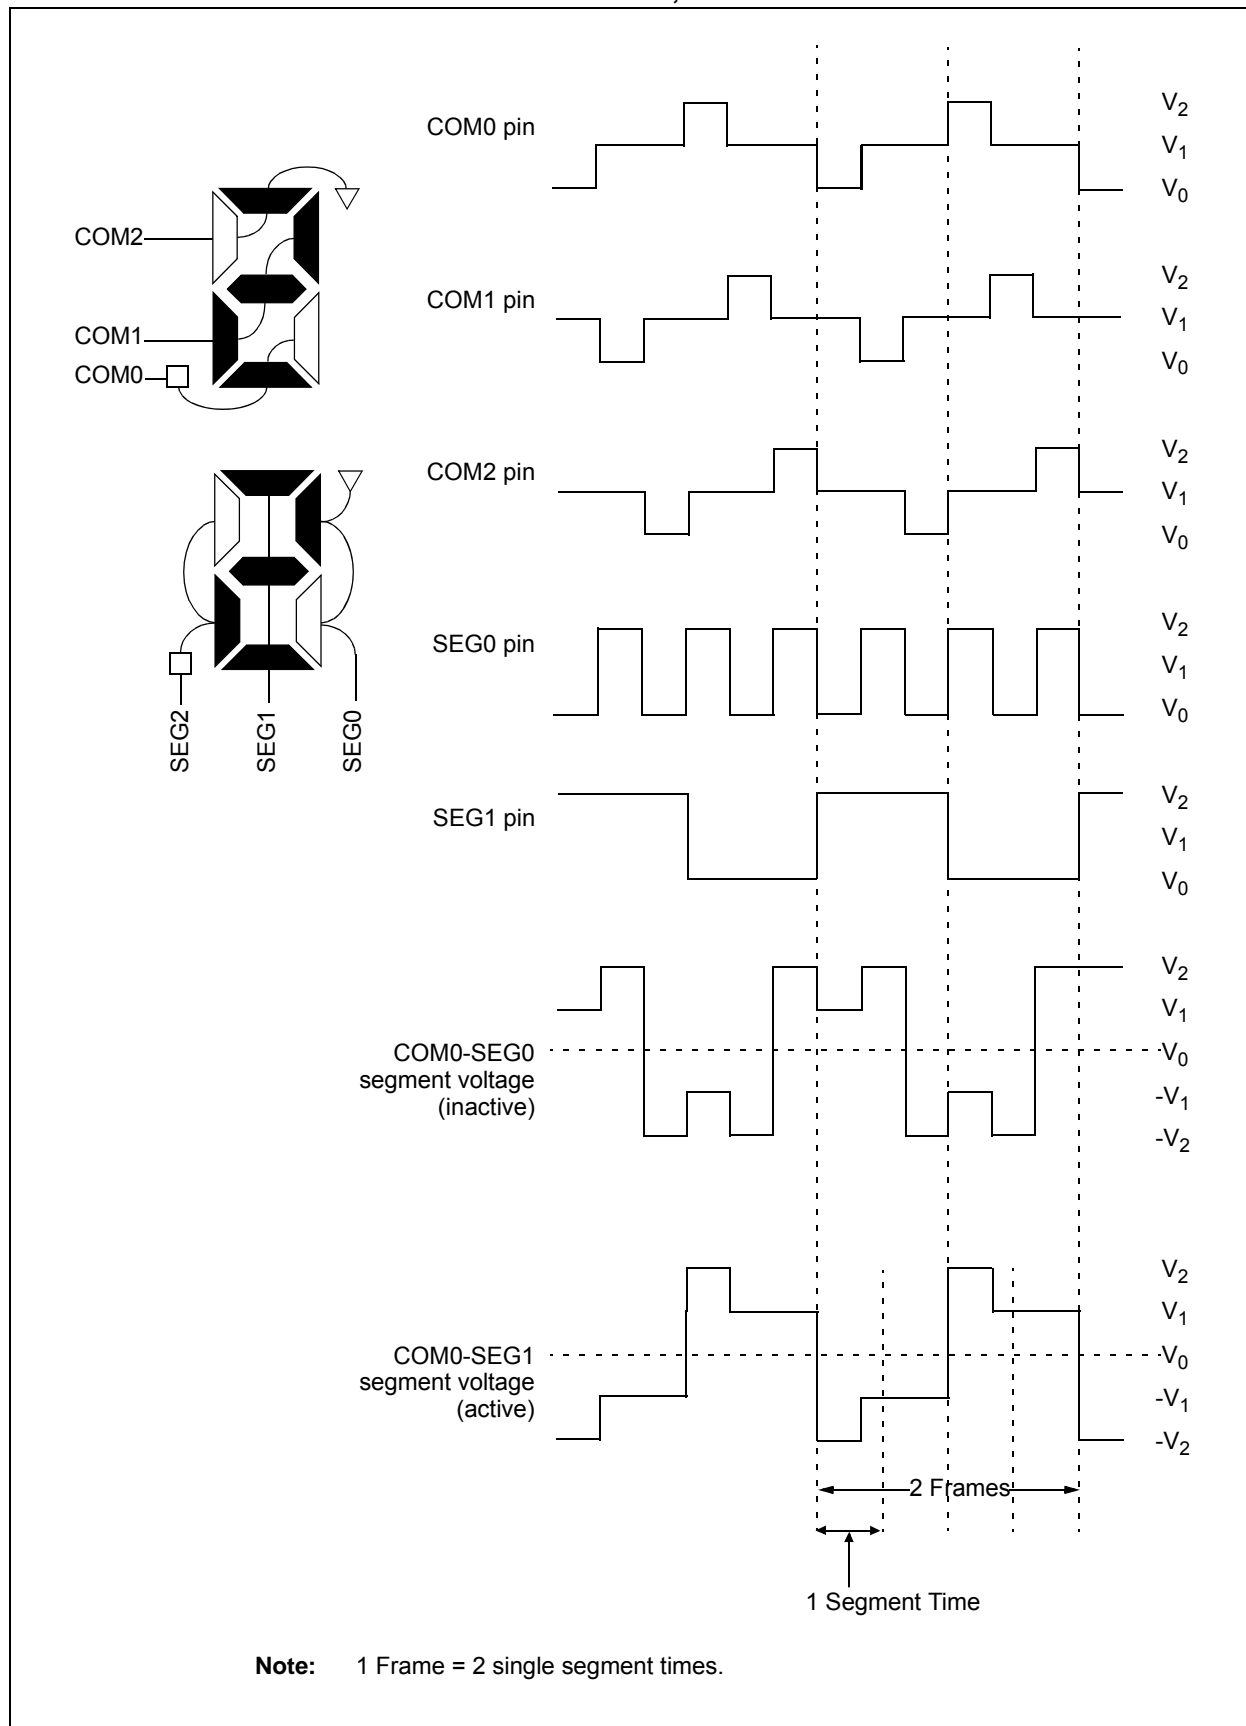 COM0 pin
V2
V1
V0
COM2
COM1
COM0
COM1 pin
V2
V1
V0
COM2 pin
V2
V1
V0
SEG2
SEG1
SEG0
SEG0 pin
V2
V1
V0
SEG1 pin
V2
V1
V0
COM0-SEG0
segment voltage
(inactive)
V2
V1
V0
-V1
-V2
COM0-SEG1
segment voltage
(active)
V2
V1
V0
-V1
-V2
2 Frames
1 Segment Time
Note: 1 Frame = 2 single segment times.